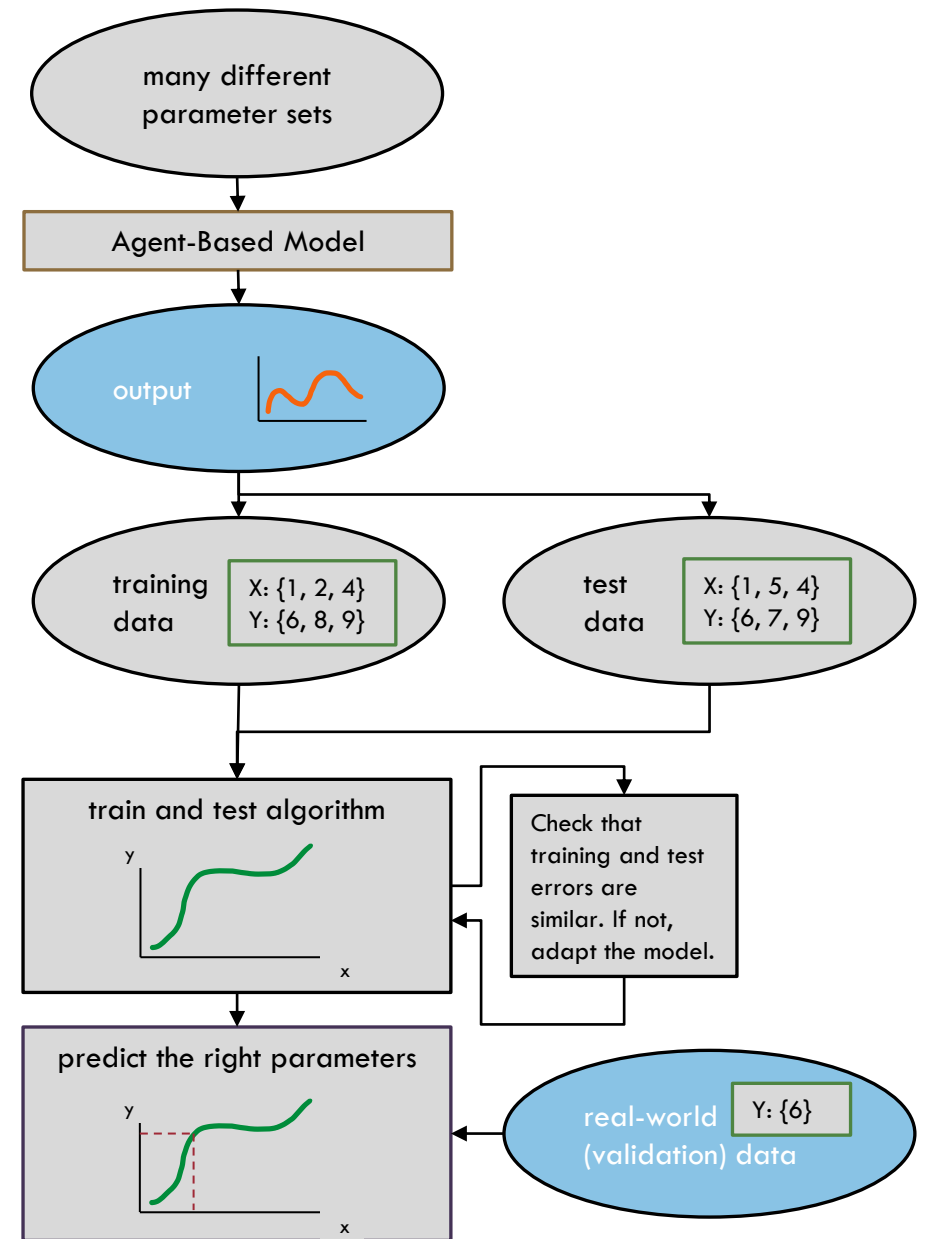 many different
parameter sets
Agent-Based Model
output
training
data
X: {1, 2, 4}
Y: {6, 8, 9}
test
data
X: {1, 5, 4}
Y: {6, 7, 9}
train and test algorithm
y
x
Check that
training and test
errors are
similar. If not,
adapt the model.
predict the right parameters
y
x
real-world
(validation) data
Y: {6}